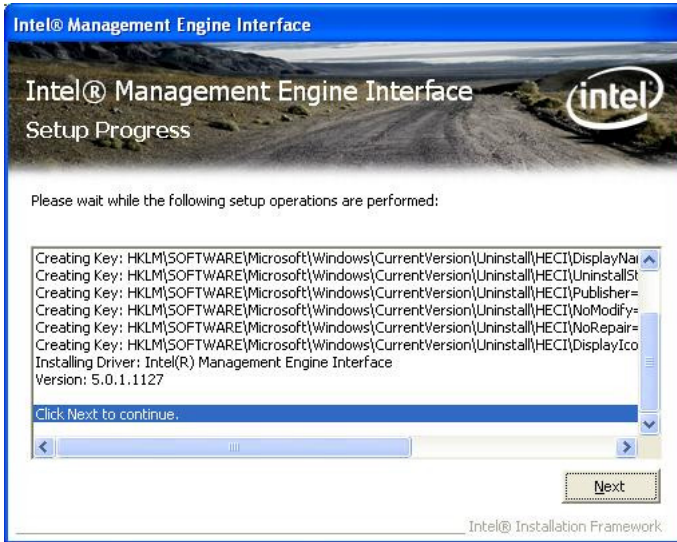 Intel® Management Engine Interface
Intel® Management Engine Interface
intel
Setup Progress
Please wait while the following setup operations are performed:
Creating Key: HKLM\SOFTWARE\Microsoft\Windows\CurrentVersion\Uninstall\HECI\DisplayNa
Creating Key: HKLM\SOFTWARE\Microsoft\Windows\CurrentVersion\Uninstall\HECI\UninstallSt
Creating Key: HKLM\SOFTWARE\Microsoft\Windows\CurrentVersion\Uninstall\HECI\Publisher=
Creating Key: HKLM\SOFTWARE\Microsoft\Windows\CurrentVersion\Uninstall\HECI\NoModify=
Creating Key: HKLM\SOFTWARE\Microsoft\Windows\CurrentVersion\Uninstall\HECI\NoRepair=
Creating Key: HKLM\SOFTWARE\Microsoft\Windows\CurrentVersion\Uninstall\HECI\DisplayIco
Installing Driver: Intel(R) Management Engine Interface
Version: 5.0.1.1127
Click Next to continue.
Next
Intel® Installation Framework